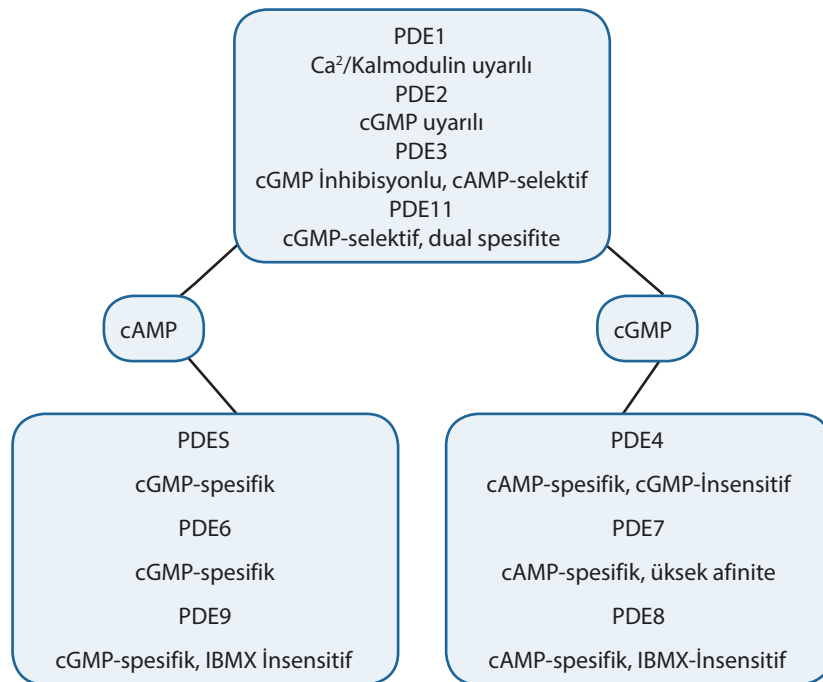 PDE1
Ca²/Kalmodulin uyarılı
PDE2
cGMP uyarılı
PDE3
cGMP İnhibisyonlu, cAMP-selektif
PDE11
cGMP-selektif, dual spesifite
cAMP
cGMP
PDES
cGMP-spesifik
PDE6
cGMP-spesifik
PDE9
cGMP-spesifik, IBMX İnsensitif
PDE4
cAMP-spesifik, cGMP-İnsensitif
PDE7
cAMP-spesifik, üksek afinite
PDE8
cAMP-spesifik, IBMX-İnsensitif